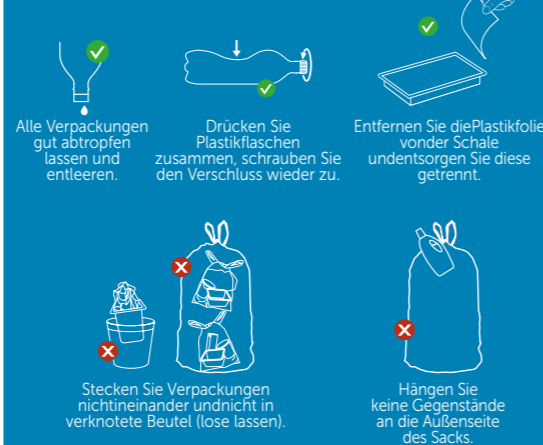 Alle Verpackungen
gut abtropfen
lassen und
entleeren.
Drücken Sie
Plastikflaschen
zusammen, schrauben Sie
den Verschluss wieder zu.
Entfernen Sie diePlastikfolie
vonder Schale
undentsorgen Sie diese
getrennt.
Stecken Sie Verpackungen
nichtineinander undnicht in
verknotete Beutel (lose lassen).
Hängen Sie
keine Gegenstände
an die Außenseite
des Sacks.